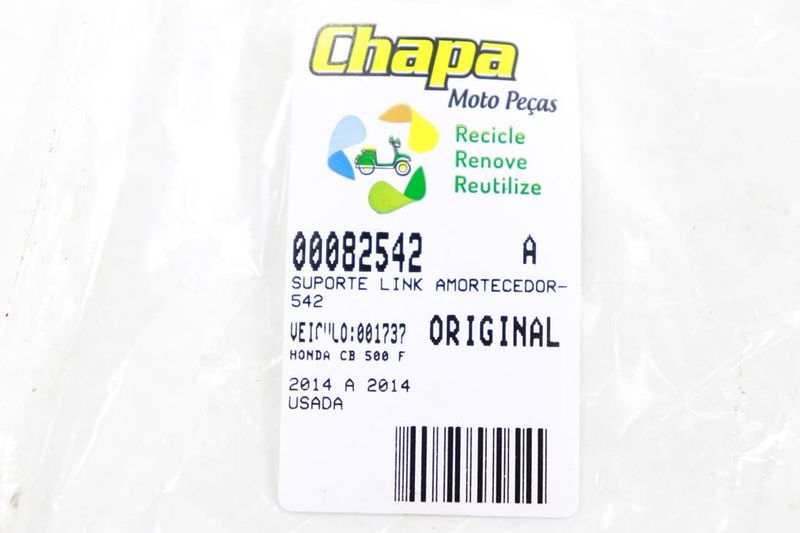 Chapa
Moto Peças
Recicle
Renove
Reutilize
00082542 A
SUPORTE LINK AMORTECEDOR-
542
VEICULO:001737 ORIGINAL
HONDA CB 500 F
2014 A 2014
USADA